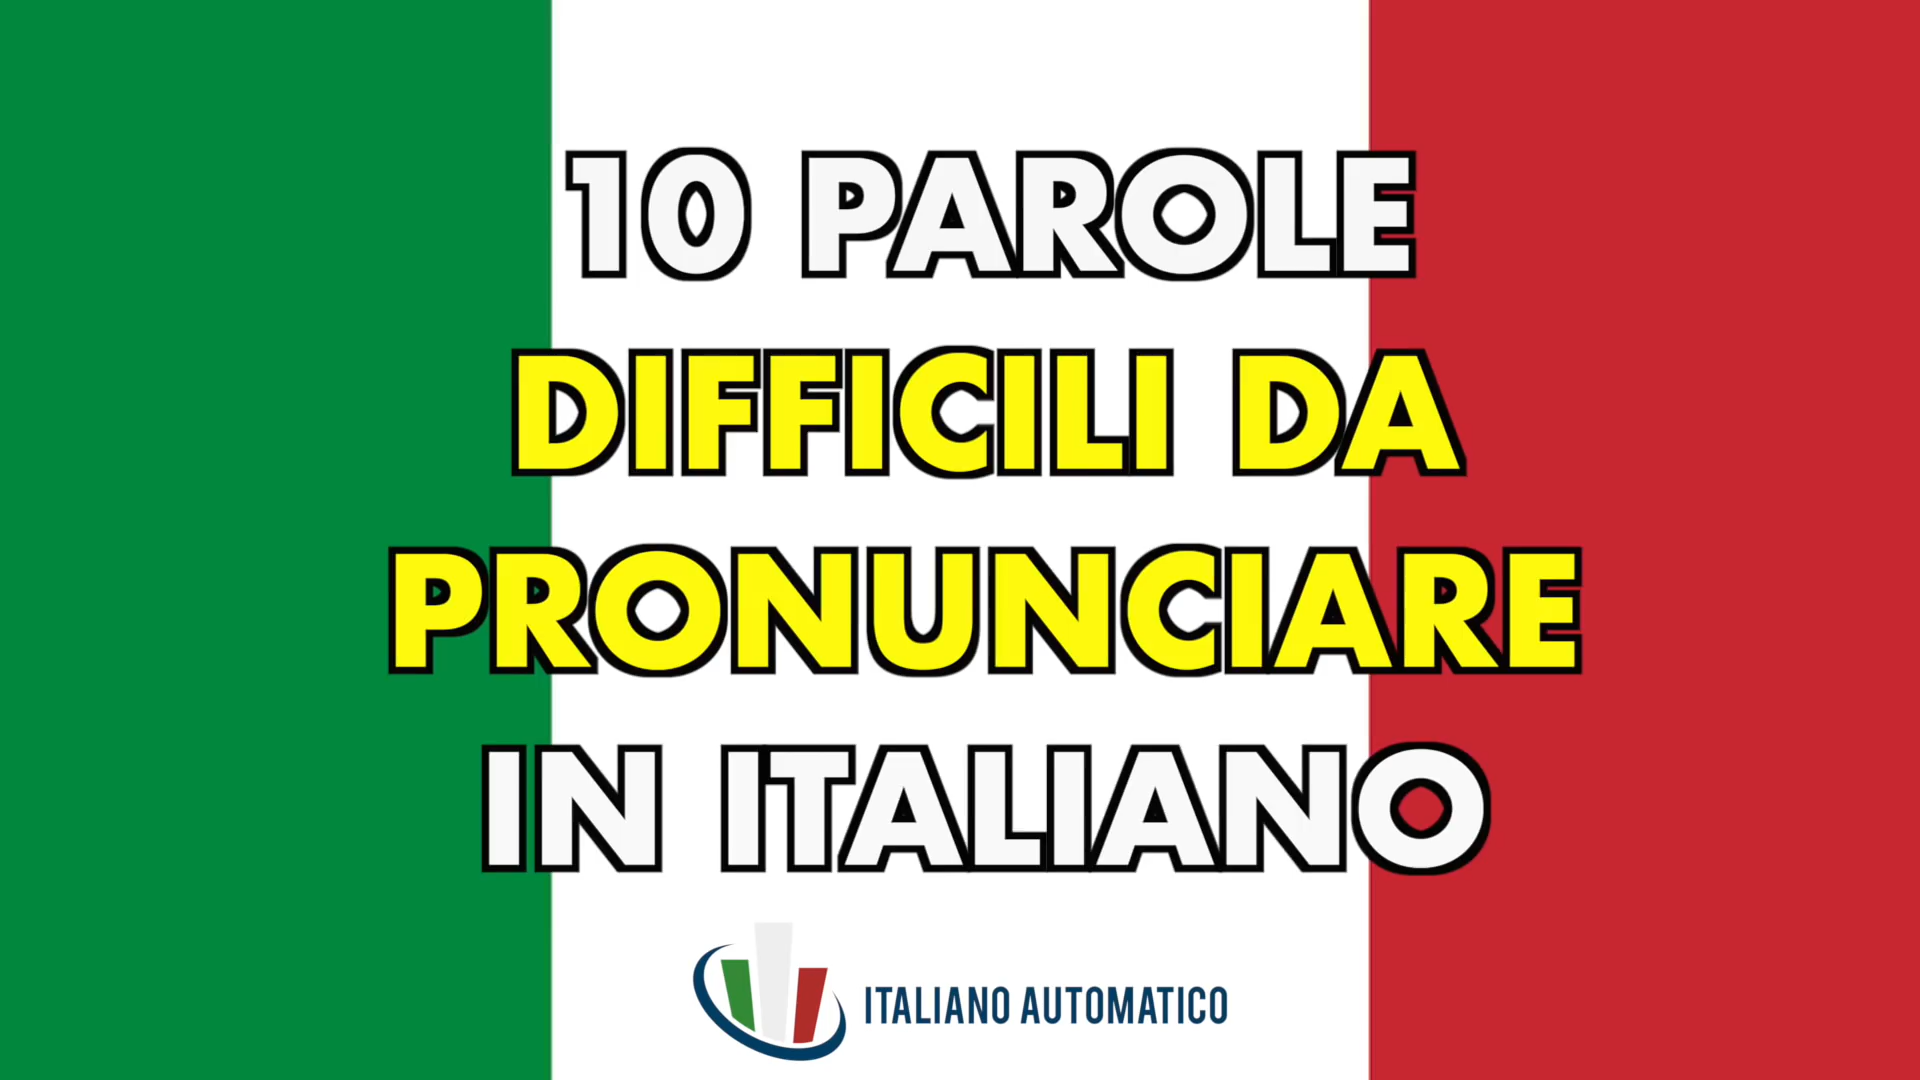 10 PAROLE
DIFFICILI DA
PRONUNCIARE
IN ITALIANO
ITALIANO AUTOMATICO